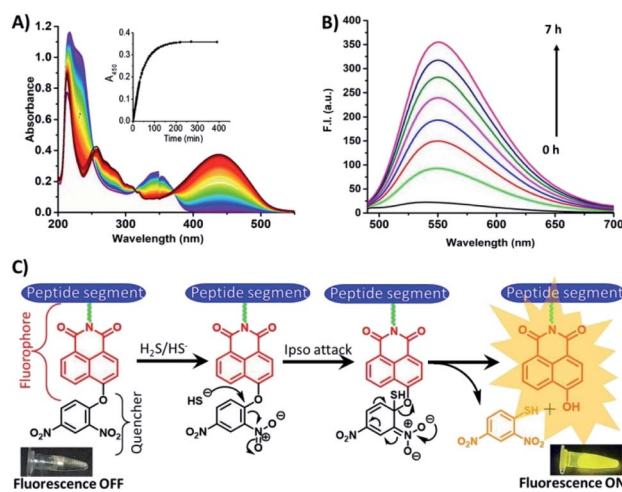 A)
1.2
1.0
0.8
0.6
0.4
0.2
0.0
Absorbance
200 300 400 500
Wavelength (nm)
0.4
0.3
0.2
0.1
0.0
A450
0 100 200 300 400
Time (min)
B)
400
350
300
250
200
150
100
50
0
F.I. (a.u.)
500 550 600 650 700
Wavelength (nm)
7 h
0 h
C)
Peptide segment
Peptide segment
Peptide segment
Peptide segment
Fluorophore
Quencher
O N O
O
O₂N NO₂
H₂S/HS⁻
O N O
HS⊖
O
O₂N N O⊖
⊕
O
Ipso attack
O N O
SH
O
O₂N N O⊖
⊕
O⊖
O N O
OH
SH
+
O₂N NO₂
Fluorescence OFF
Fluorescence ON